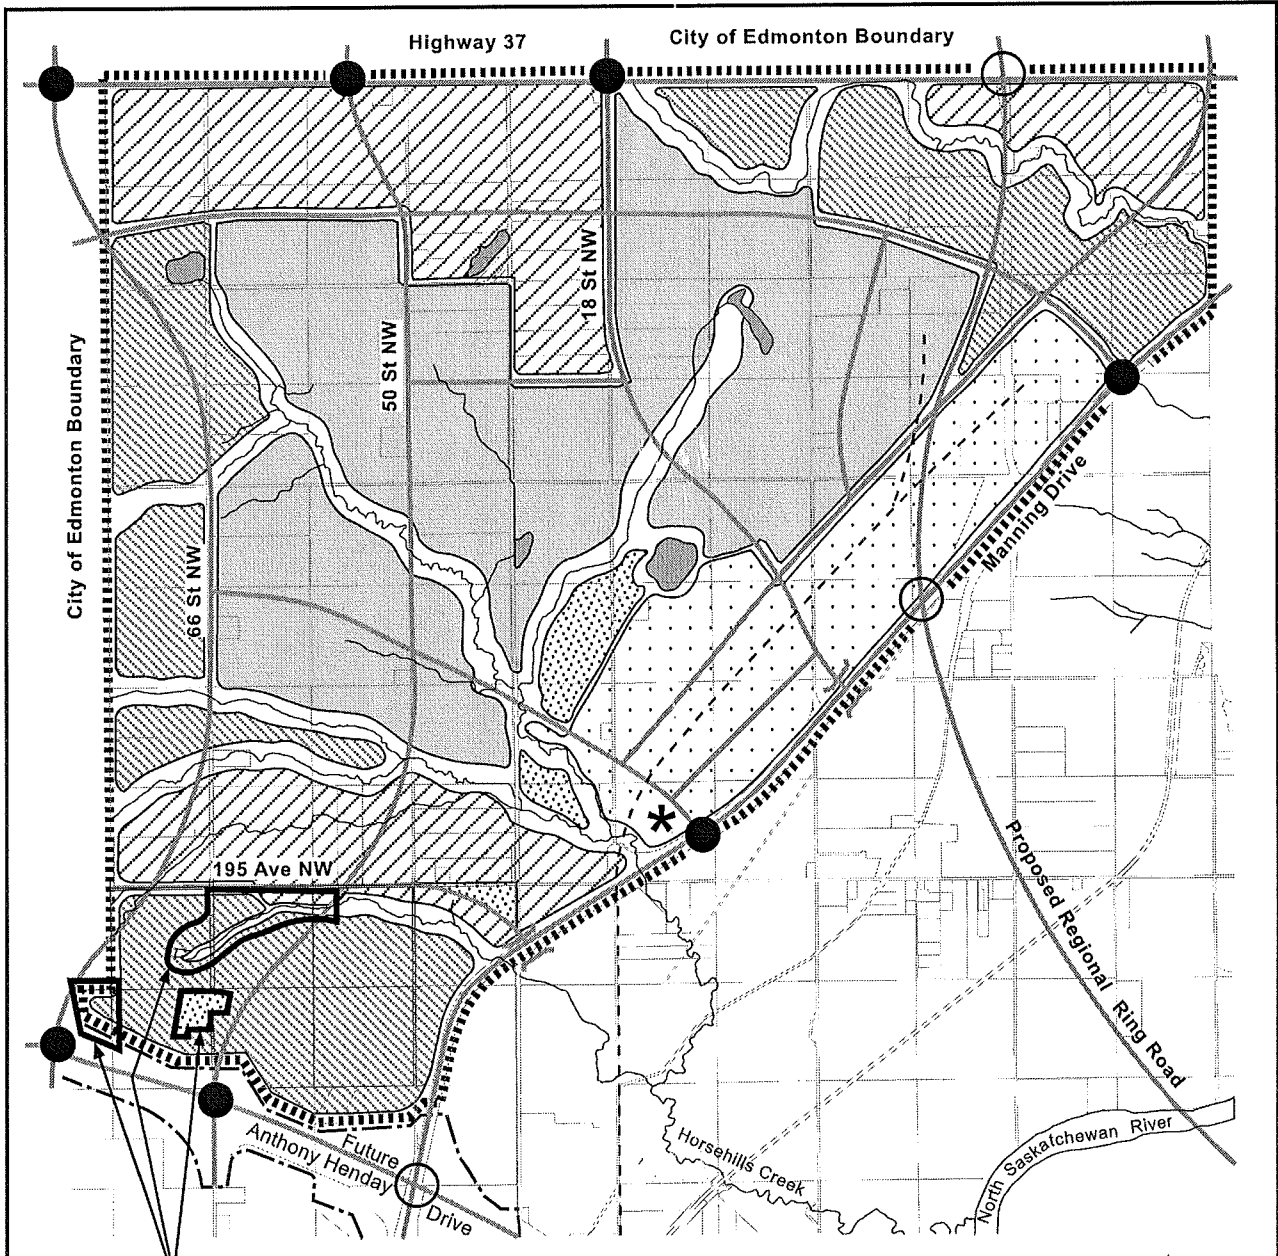 Highway 37
City of Edmonton Boundary
18 St NW
50 St NW
City of Edmonton Boundary
Manning Drive
66 St NW
*
195 Ave NW
Proposed Regional Ring Road
Future
Anthony Henday
Drive
Horsehills Creek
North Saskatchewan River